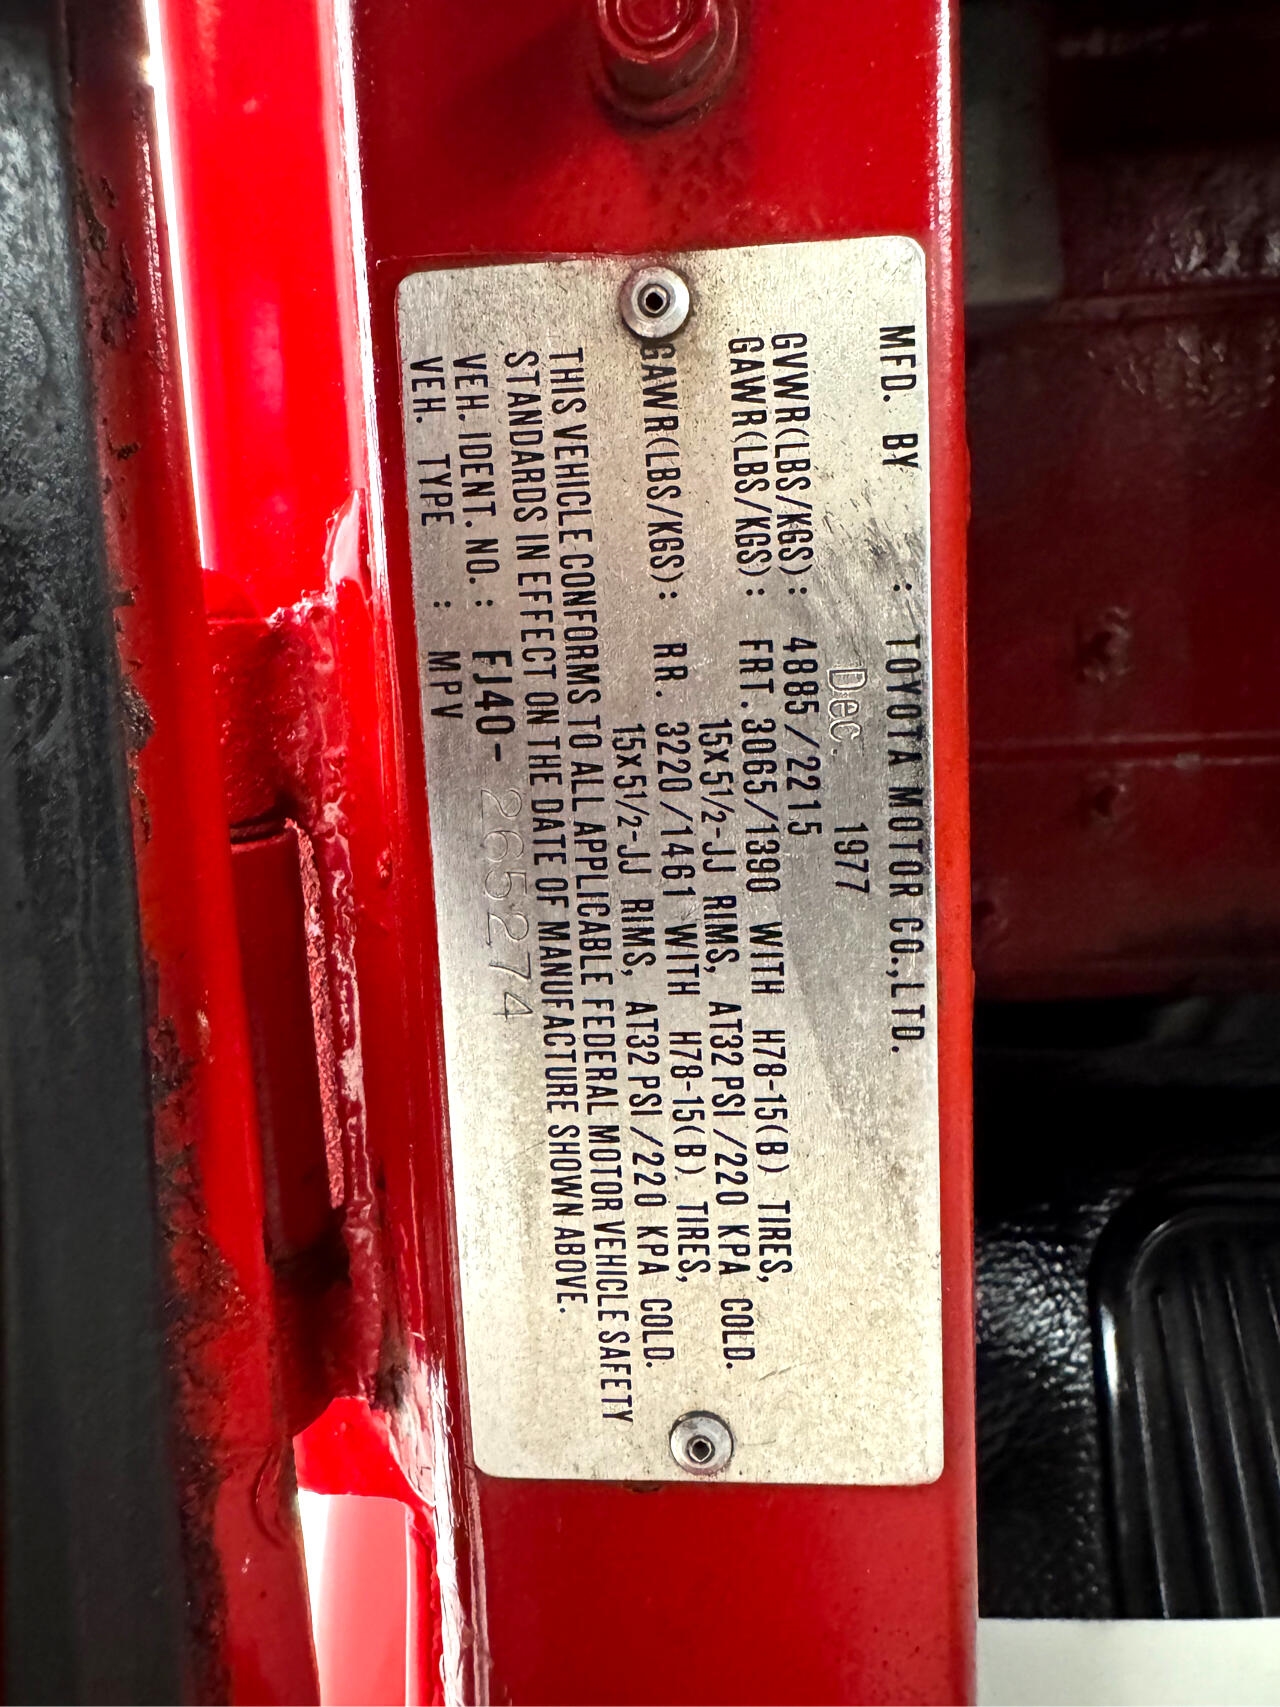 MFD. BY : TOYOTA MOTOR CO.,LTD.
Dec. 1977
GVWR(LBS/KGS): 4885/2215
GAWR(LBS/KGS): FRT.3065/1390 WITH H78-15(B) TIRES,
15x5½-JJ RIMS, AT32 PSI/220 KPA COLD.
GAWR(LBS/KGS): RR. 3220/1461 WITH H78-15(B) TIRES,
15x5½-JJ RIMS, AT32 PSI/220 KPA COLD.
THIS VEHICLE CONFORMS TO ALL APPLICABLE FEDERAL MOTOR VEHICLE SAFETY
STANDARDS IN EFFECT ON THE DATE OF MANUFACTURE SHOWN ABOVE.
VEH. IDENT. NO. : FJ40- 265274
VEH. TYPE : MPV